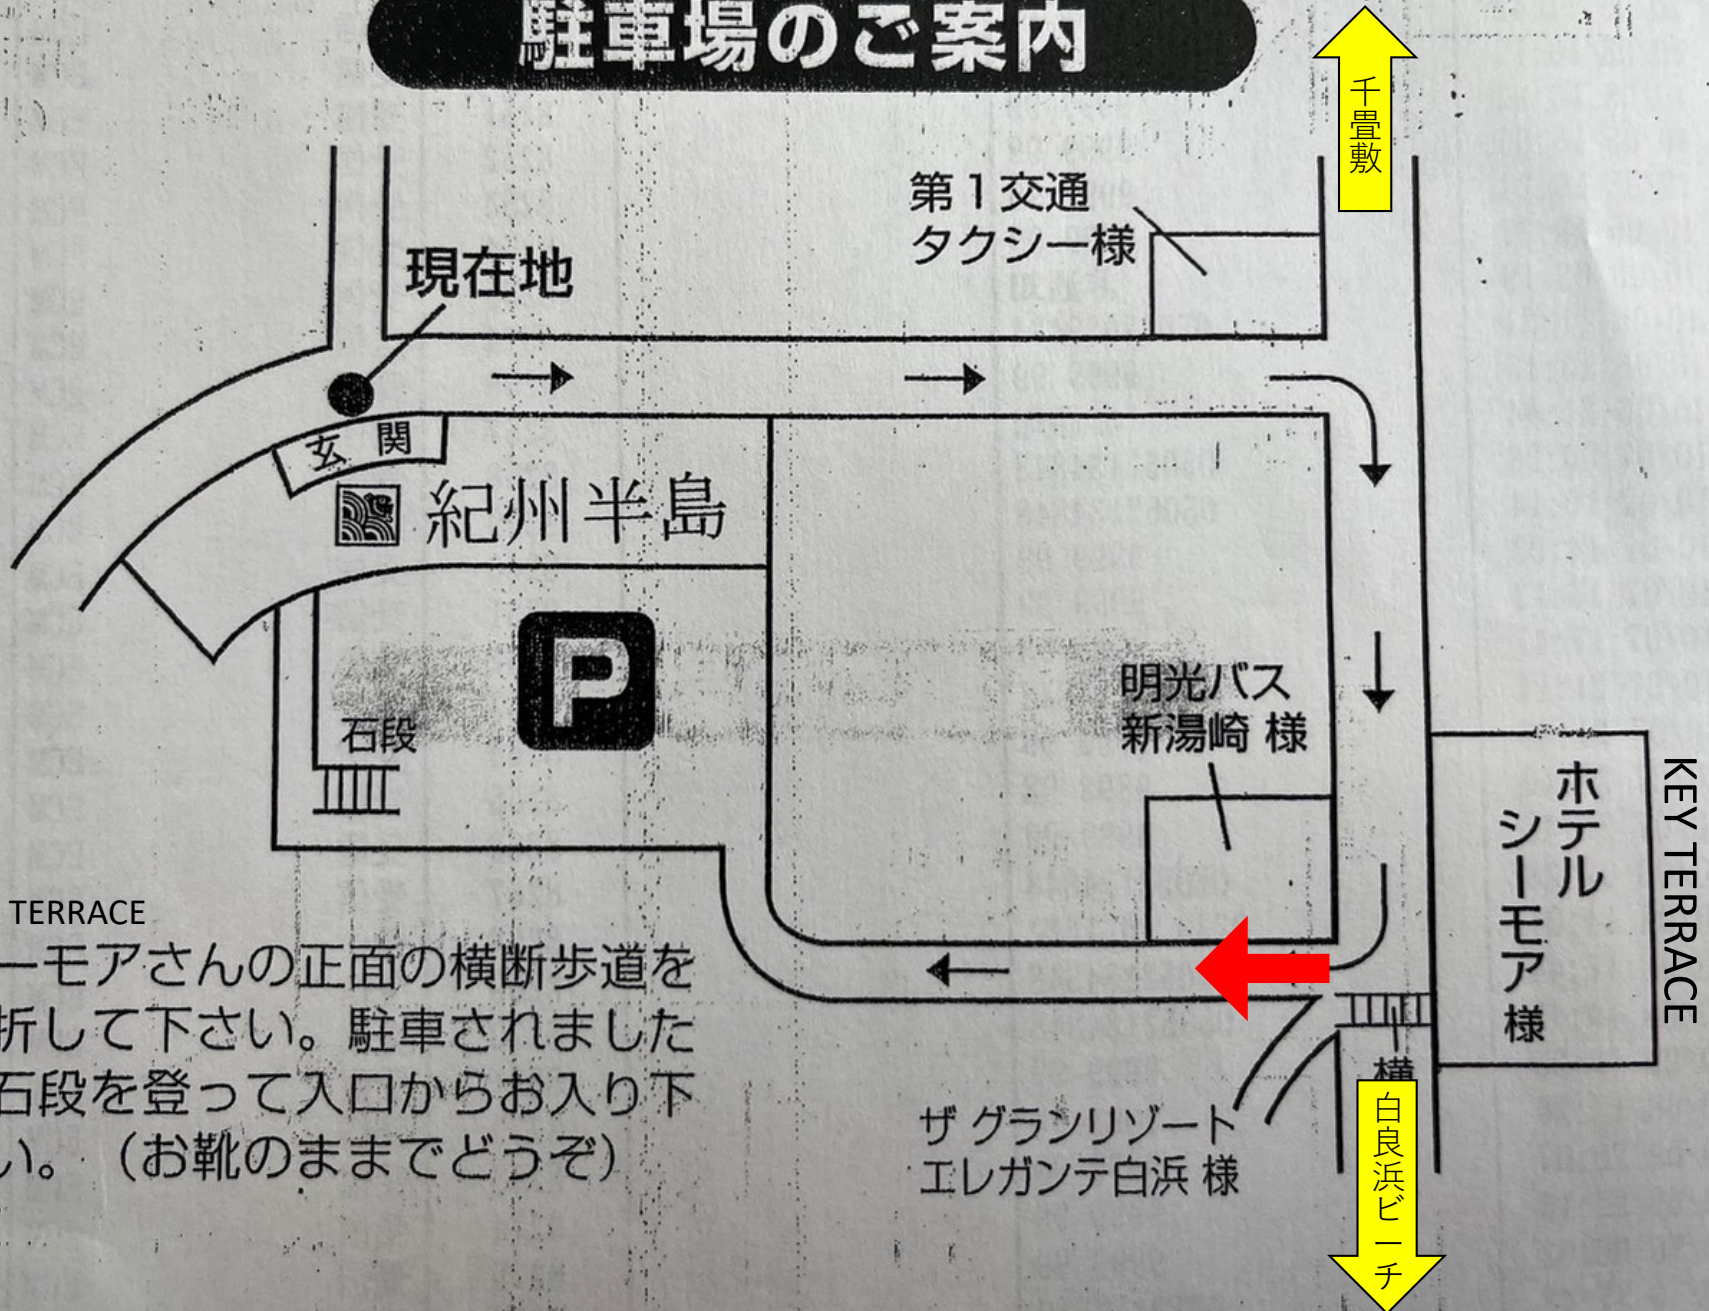 駐車場のご案内
千畳敷
第1交通
タクシー様
現在地
玄関
紀州半島
P
石段
明光バス
新湯崎 様
ホテル
シーモア様
KEY TERRACE
TERRACE
ーモアさんの正面の横断歩道を
折して下さい。駐車されました
石段を登って入口からお入り下
い。（お靴のままでどうぞ）
横
ザ グランリゾート
エレガンテ白浜 様
白良浜ビーチ